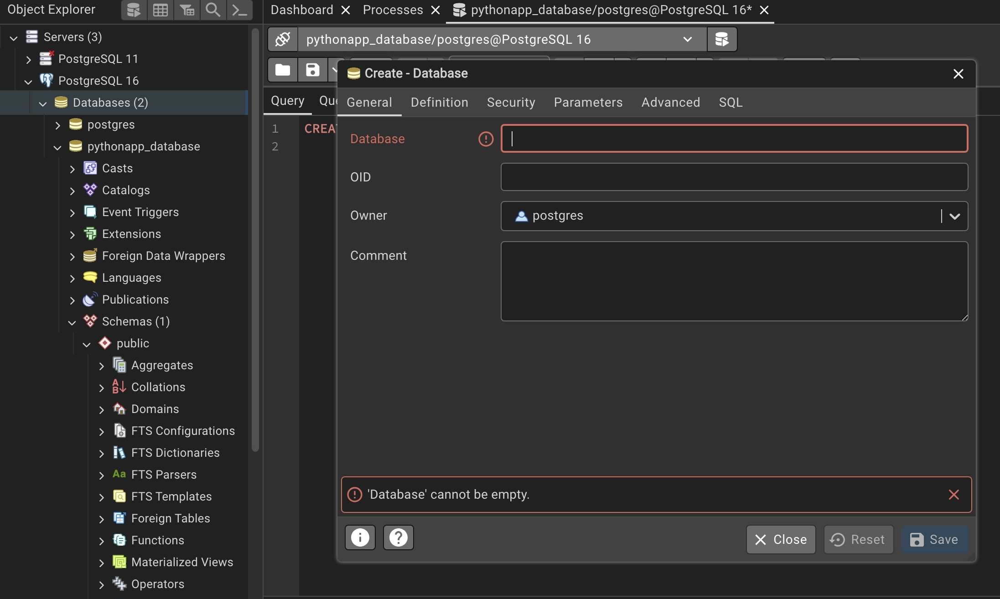 Object Explorer
Dashboard
Processes
pythonapp_database/postgres@PostgreSQL 16*
Servers (3)
PostgreSQL 11
PostgreSQL 16
Databases (2)
postgres
pythonapp_database
Casts
Catalogs
Event Triggers
Extensions
Foreign Data Wrappers
Languages
Publications
Schemas (1)
public
Aggregates
Collations
Domains
FTS Configurations
FTS Dictionaries
Aa FTS Parsers
FTS Templates
Foreign Tables
Functions
Materialized Views
Operators
pythonapp_database/postgres@PostgreSQL 16
Query
Que
1 CREA
2
Create - Database
General Definition Security Parameters Advanced SQL
Database
OID
Owner postgres
Comment
'Database' cannot be empty.
Close Reset Save